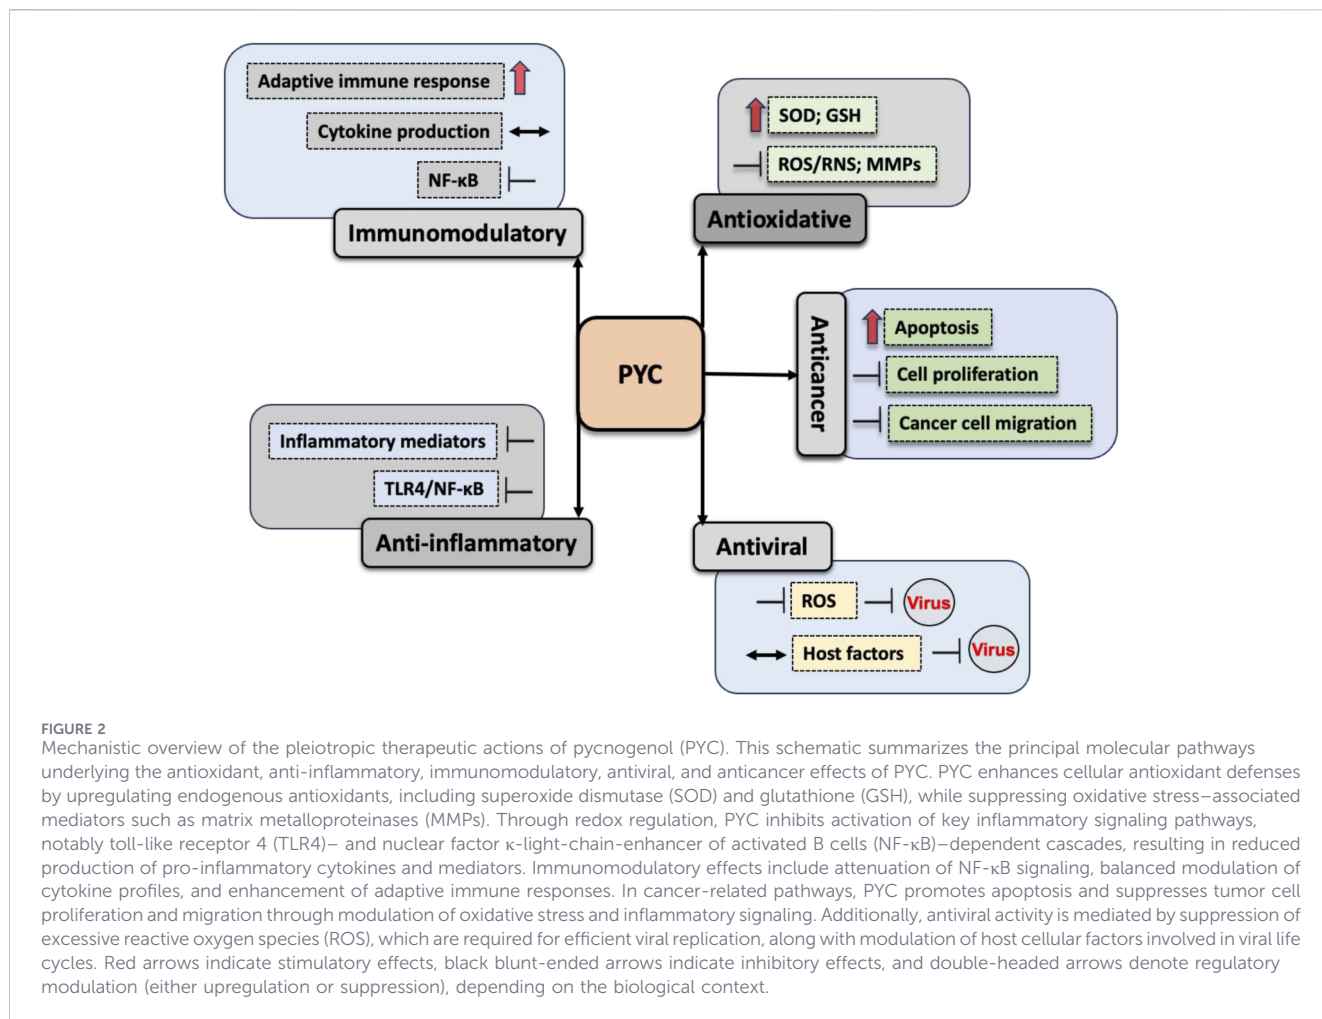 Adaptive immune response
Cytokine production
NF-κB
Immunomodulatory
SOD; GSH
ROS/RNS; MMPs
Antioxidative
PYC
Anticancer
Apoptosis
Cell proliferation
Cancer cell migration
Inflammatory mediators
TLR4/NF-κB
Anti-inflammatory
Antiviral
ROS
Virus
Host factors
Virus
FIGURE 2
Mechanistic overview of the pleiotropic therapeutic actions of pycnogenol (PYC). This schematic summarizes the principal molecular pathways
underlying the antioxidant, anti-inflammatory, immunomodulatory, antiviral, and anticancer effects of PYC. PYC enhances cellular antioxidant defenses
by upregulating endogenous antioxidants, including superoxide dismutase (SOD) and glutathione (GSH), while suppressing oxidative stress–associated
mediators such as matrix metalloproteinases (MMPs). Through redox regulation, PYC inhibits activation of key inflammatory signaling pathways,
notably toll-like receptor 4 (TLR4)– and nuclear factor κ-light-chain-enhancer of activated B cells (NF-κB)–dependent cascades, resulting in reduced
production of pro-inflammatory cytokines and mediators. Immunomodulatory effects include attenuation of NF-κB signaling, balanced modulation of
cytokine profiles, and enhancement of adaptive immune responses. In cancer-related pathways, PYC promotes apoptosis and suppresses tumor cell
proliferation and migration through modulation of oxidative stress and inflammatory signaling. Additionally, antiviral activity is mediated by suppression of
excessive reactive oxygen species (ROS), which are required for efficient viral replication, along with modulation of host cellular factors involved in viral life
cycles. Red arrows indicate stimulatory effects, black blunt-ended arrows indicate inhibitory effects, and double-headed arrows denote regulatory
modulation (either upregulation or suppression), depending on the biological context.